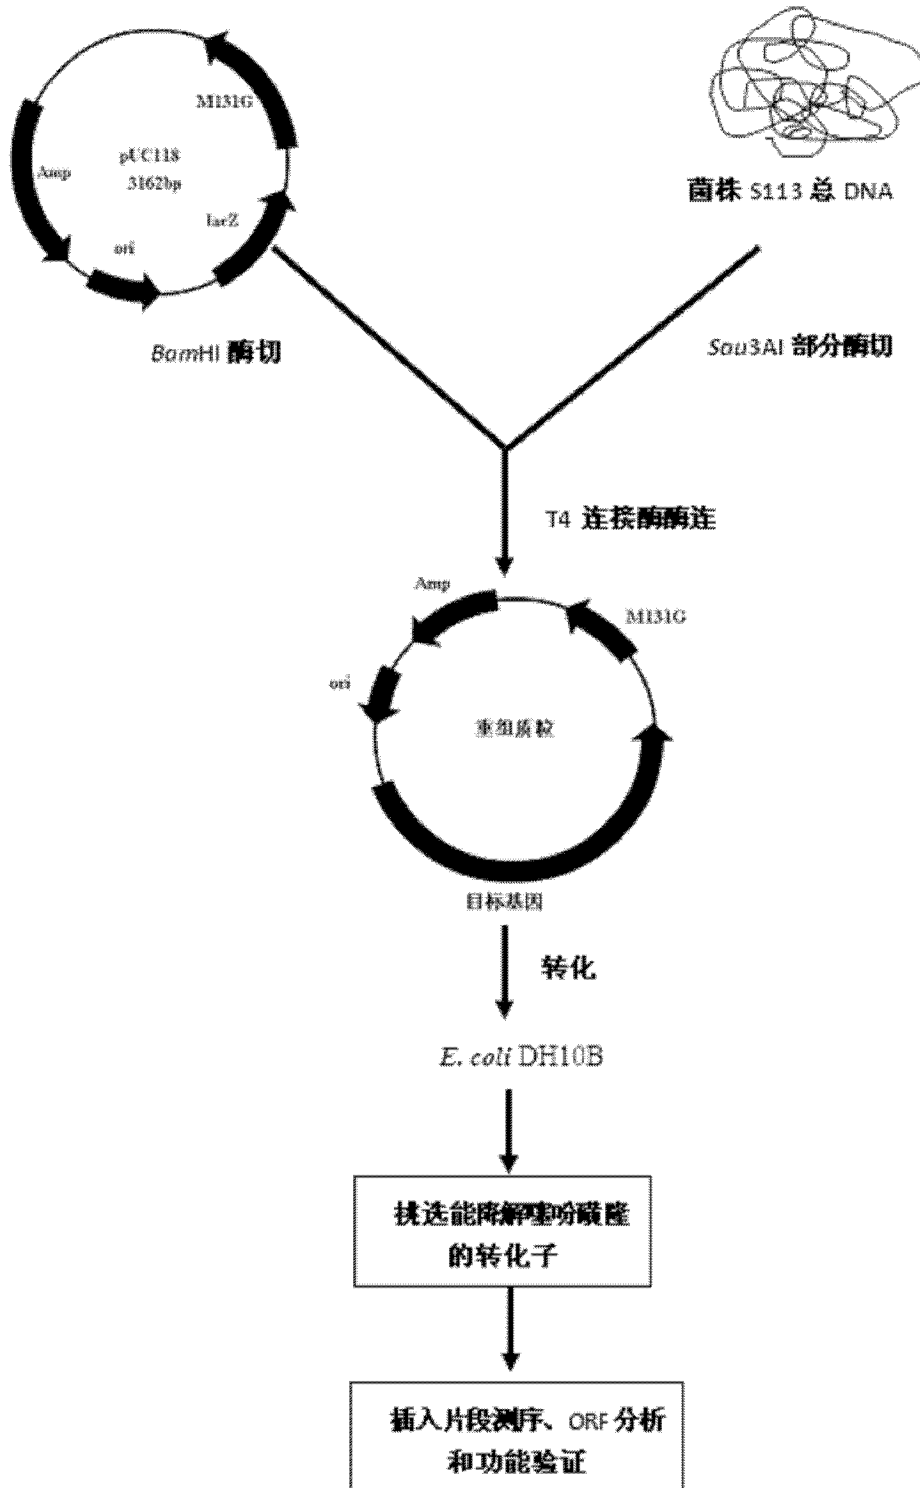 M131G
pUC118
3162bp
Amp
lacZ
ori
菌株 S113 总 DNA
BamHI 酶切
Sau3AI 部分酶切
T4 连接酶酶连
Amp
M131G
ori
重组质粒
目标基因
转化
E. coli DH10B
挑选能降解噻吩磺隆
的转化子
插入片段测序、ORF 分析
和功能验证